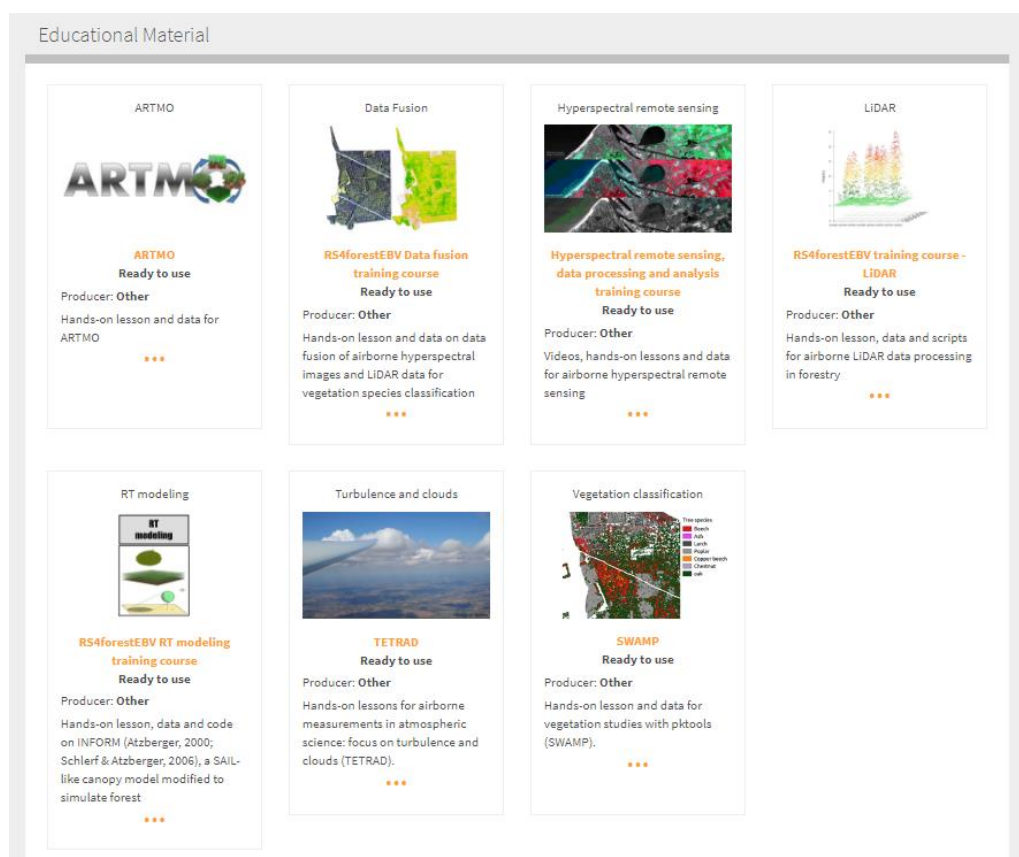 Educational Material
ARTMO
ARTMO
ARTMO
Ready to use
Producer: Other
Hands-on lesson and data for
ARTMO
•••
Data Fusion
RS4forestEBV Data fusion
training course
Ready to use
Producer: Other
Hands-on lesson and data on data
fusion of airborne hyperspectral
images and LiDAR data for
vegetation species classification
•••
Hyperspectral remote sensing
Hyperspectral remote sensing,
data processing and analysis
training course
Ready to use
Producer: Other
Videos, hands-on lessons and data
for airborne hyperspectral remote
sensing
•••
LiDAR
RS4forestEBV training course -
LiDAR
Ready to use
Producer: Other
Hands-on lesson, data and scripts
for airborne LiDAR data processing
in forestry
•••
RT modeling
RT
modeling
RS4forestEBV RT modeling
training course
Ready to use
Producer: Other
Hands-on lesson, data and code
on INFORM (Atzberger, 2000;
Schlerf & Atzberger, 2006), a SAIL-
like canopy model modified to
simulate forest
•••
Turbulence and clouds
TETRAD
Ready to use
Producer: Other
Hands-on lessons for airborne
measurements in atmospheric
science: focus on turbulence and
clouds (TETRAD).
•••
Vegetation classification
Tree species
Beech
Ash
Larch
Poplar
Copper beech
Chestnut
oak
SWAMP
Ready to use
Producer: Other
Hands-on lesson and data for
vegetation studies with pktools
(SWAMP).
•••